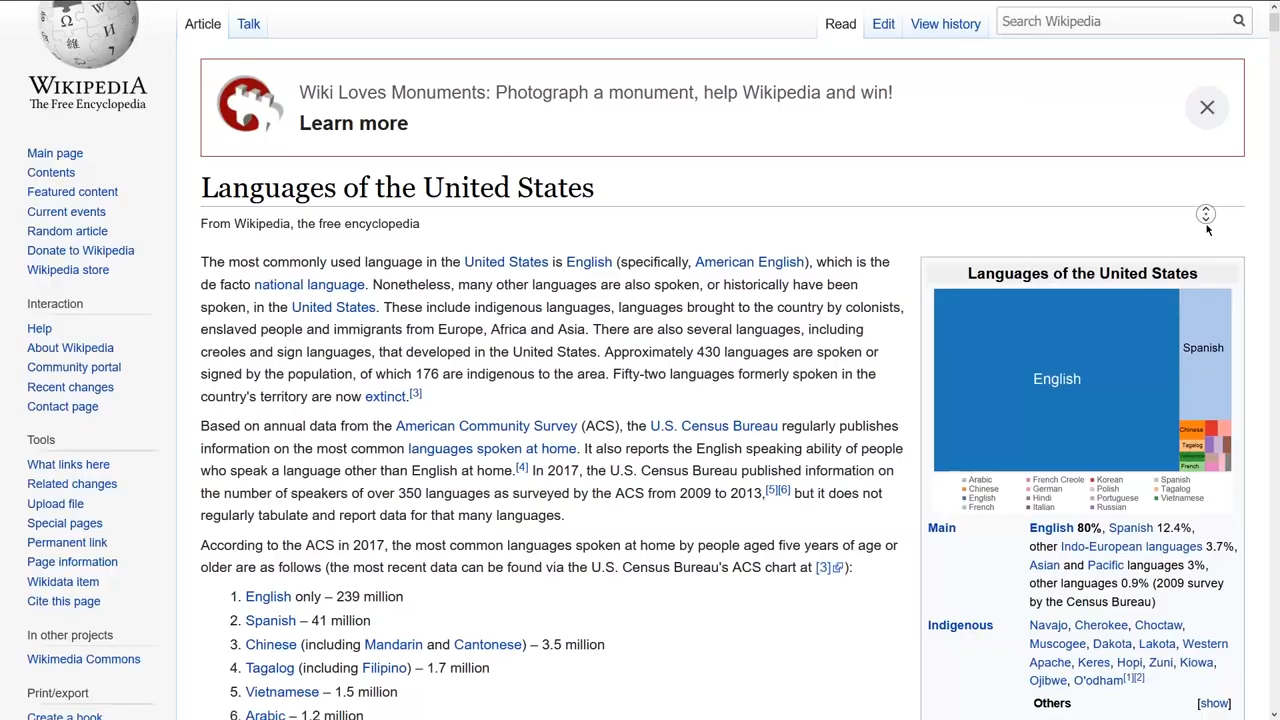 WIKIPEDIA
The Free Encyclopedia
Main page
Contents
Featured content
Current events
Random article
Donate to Wikipedia
Wikipedia store
Interaction
Help
About Wikipedia
Community portal
Recent changes
Contact page
Tools
What links here
Related changes
Upload file
Special pages
Permanent link
Page information
Wikidata item
Cite this page
In other projects
Wikimedia Commons
Print/export
Create a book
Article
Talk
Read
Edit
View history
Search Wikipedia
Wiki Loves Monuments: Photograph a monument, help Wikipedia and win!
Learn more
Languages of the United States
From Wikipedia, the free encyclopedia
The most commonly used language in the United States is English (specifically, American English), which is the
de facto national language. Nonetheless, many other languages are also spoken, or historically have been
spoken, in the United States. These include indigenous languages, languages brought to the country by colonists,
enslaved people and immigrants from Europe, Africa and Asia. There are also several languages, including
creoles and sign languages, that developed in the United States. Approximately 430 languages are spoken or
signed by the population, of which 176 are indigenous to the area. Fifty-two languages formerly spoken in the
country's territory are now extinct.[3]
Based on annual data from the American Community Survey (ACS), the U.S. Census Bureau regularly publishes
information on the most common languages spoken at home. It also reports the English speaking ability of people
who speak a language other than English at home.[4] In 2017, the U.S. Census Bureau published information on
the number of speakers of over 350 languages as surveyed by the ACS from 2009 to 2013,[5][6] but it does not
regularly tabulate and report data for that many languages.
According to the ACS in 2017, the most common languages spoken at home by people aged five years of age or
older are as follows (the most recent data can be found via the U.S. Census Bureau's ACS chart at [3]):
1. English only – 239 million
2. Spanish – 41 million
3. Chinese (including Mandarin and Cantonese) – 3.5 million
4. Tagalog (including Filipino) – 1.7 million
5. Vietnamese – 1.5 million
6. Arabic – 1.2 million
Languages of the United States
English
Spanish
Chinese
Tagalog
Vietnamese
French
Arabic
Chinese
English
French
French Creole
German
Hindi
Italian
Korean
Polish
Portuguese
Russian
Spanish
Tagalog
Vietnamese
Main
English 80%, Spanish 12.4%,
other Indo-European languages 3.7%,
Asian and Pacific languages 3%,
other languages 0.9% (2009 survey
by the Census Bureau)
Indigenous
Navajo, Cherokee, Choctaw,
Muscogee, Dakota, Lakota, Western
Apache, Keres, Hopi, Zuni, Kiowa,
Ojibwe, O'odham[1][2]
Others [show]